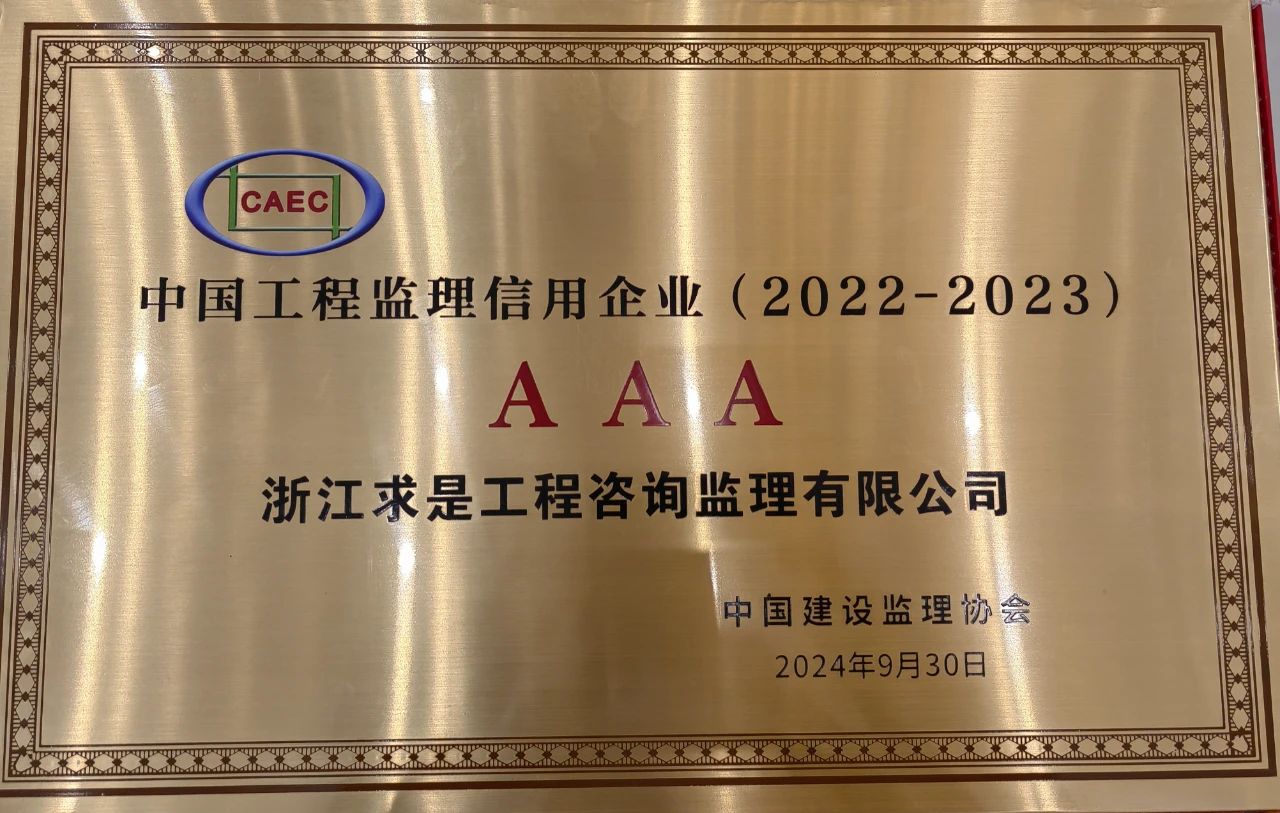 CAEC
中国工程监理信用企业（2022-2023）
AAA
浙江求是工程咨询监理有限公司
中国建设监理协会
2024年9月30日